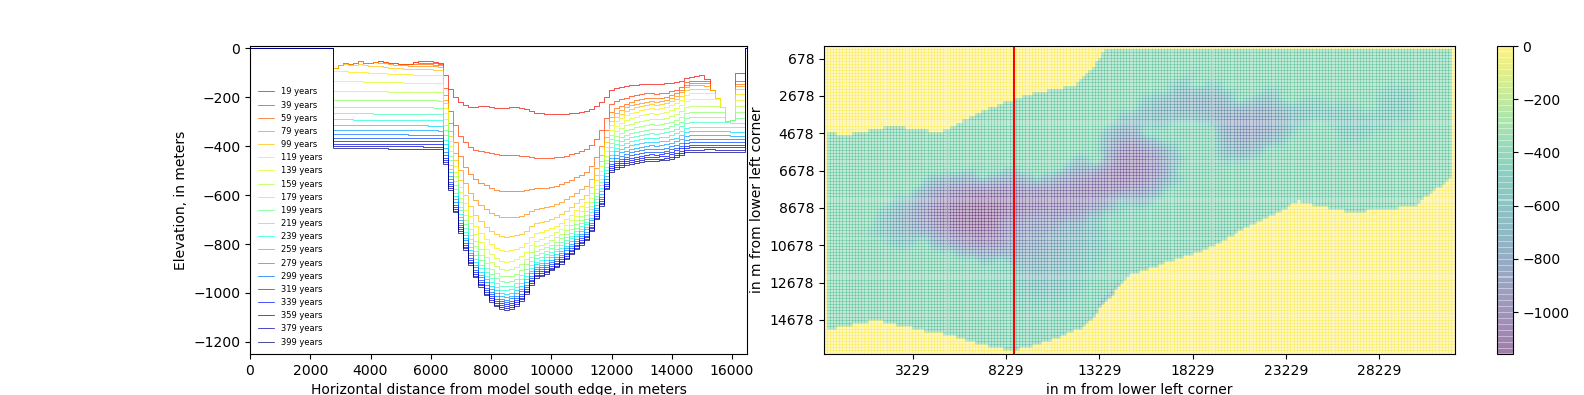 0
−200
−400
−600
−800
−1000
−1200
Elevation, in meters
19 years
39 years
59 years
79 years
99 years
119 years
139 years
159 years
179 years
199 years
219 years
239 years
259 years
279 years
299 years
319 years
339 years
359 years
379 years
399 years
0 2000 4000 6000 8000 10000 12000 14000 16000
Horizontal distance from model south edge, in meters
in m from lower left corner
678
2678
4678
6678
8678
10678
12678
14678
3229 8229 13229 18229 23229 28229
in m from lower left corner
0
−200
−400
−600
−800
−1000